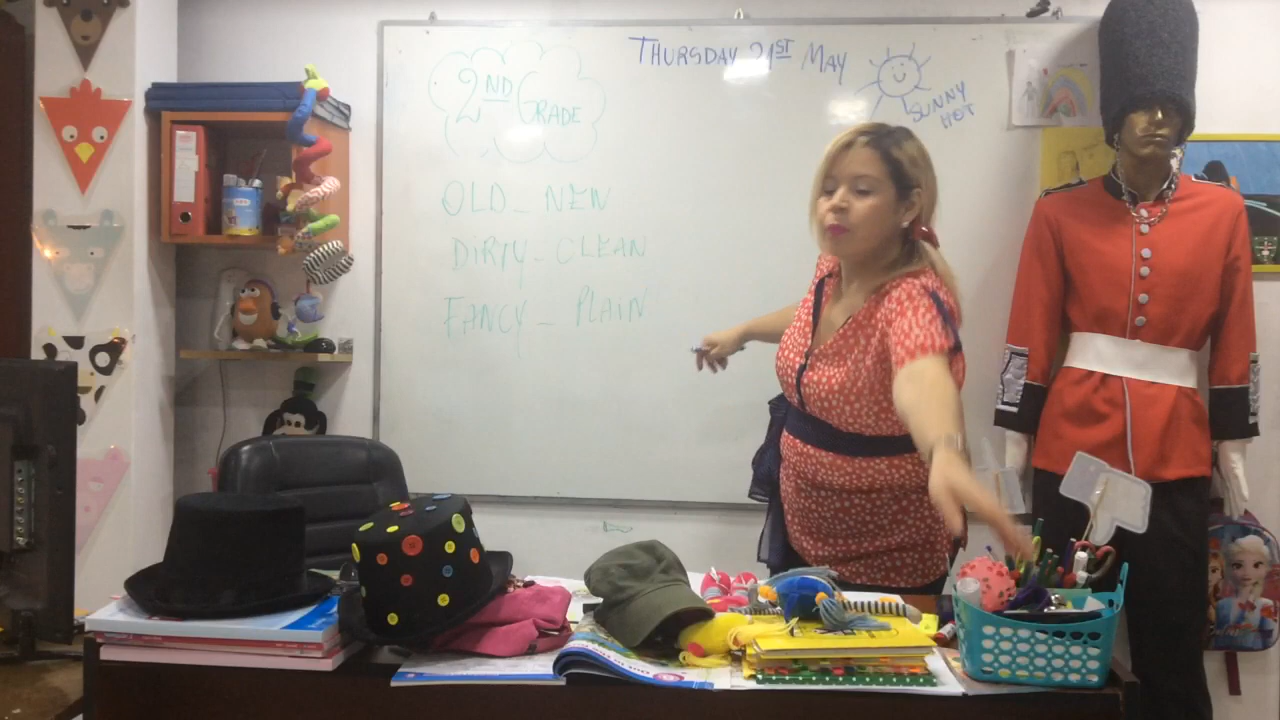 THURSDAY 21ST MAY
SUNNY
HOT
2ND GRADE
OLD - NEW
DIRTY - CLEAN
FANCY - PLAIN